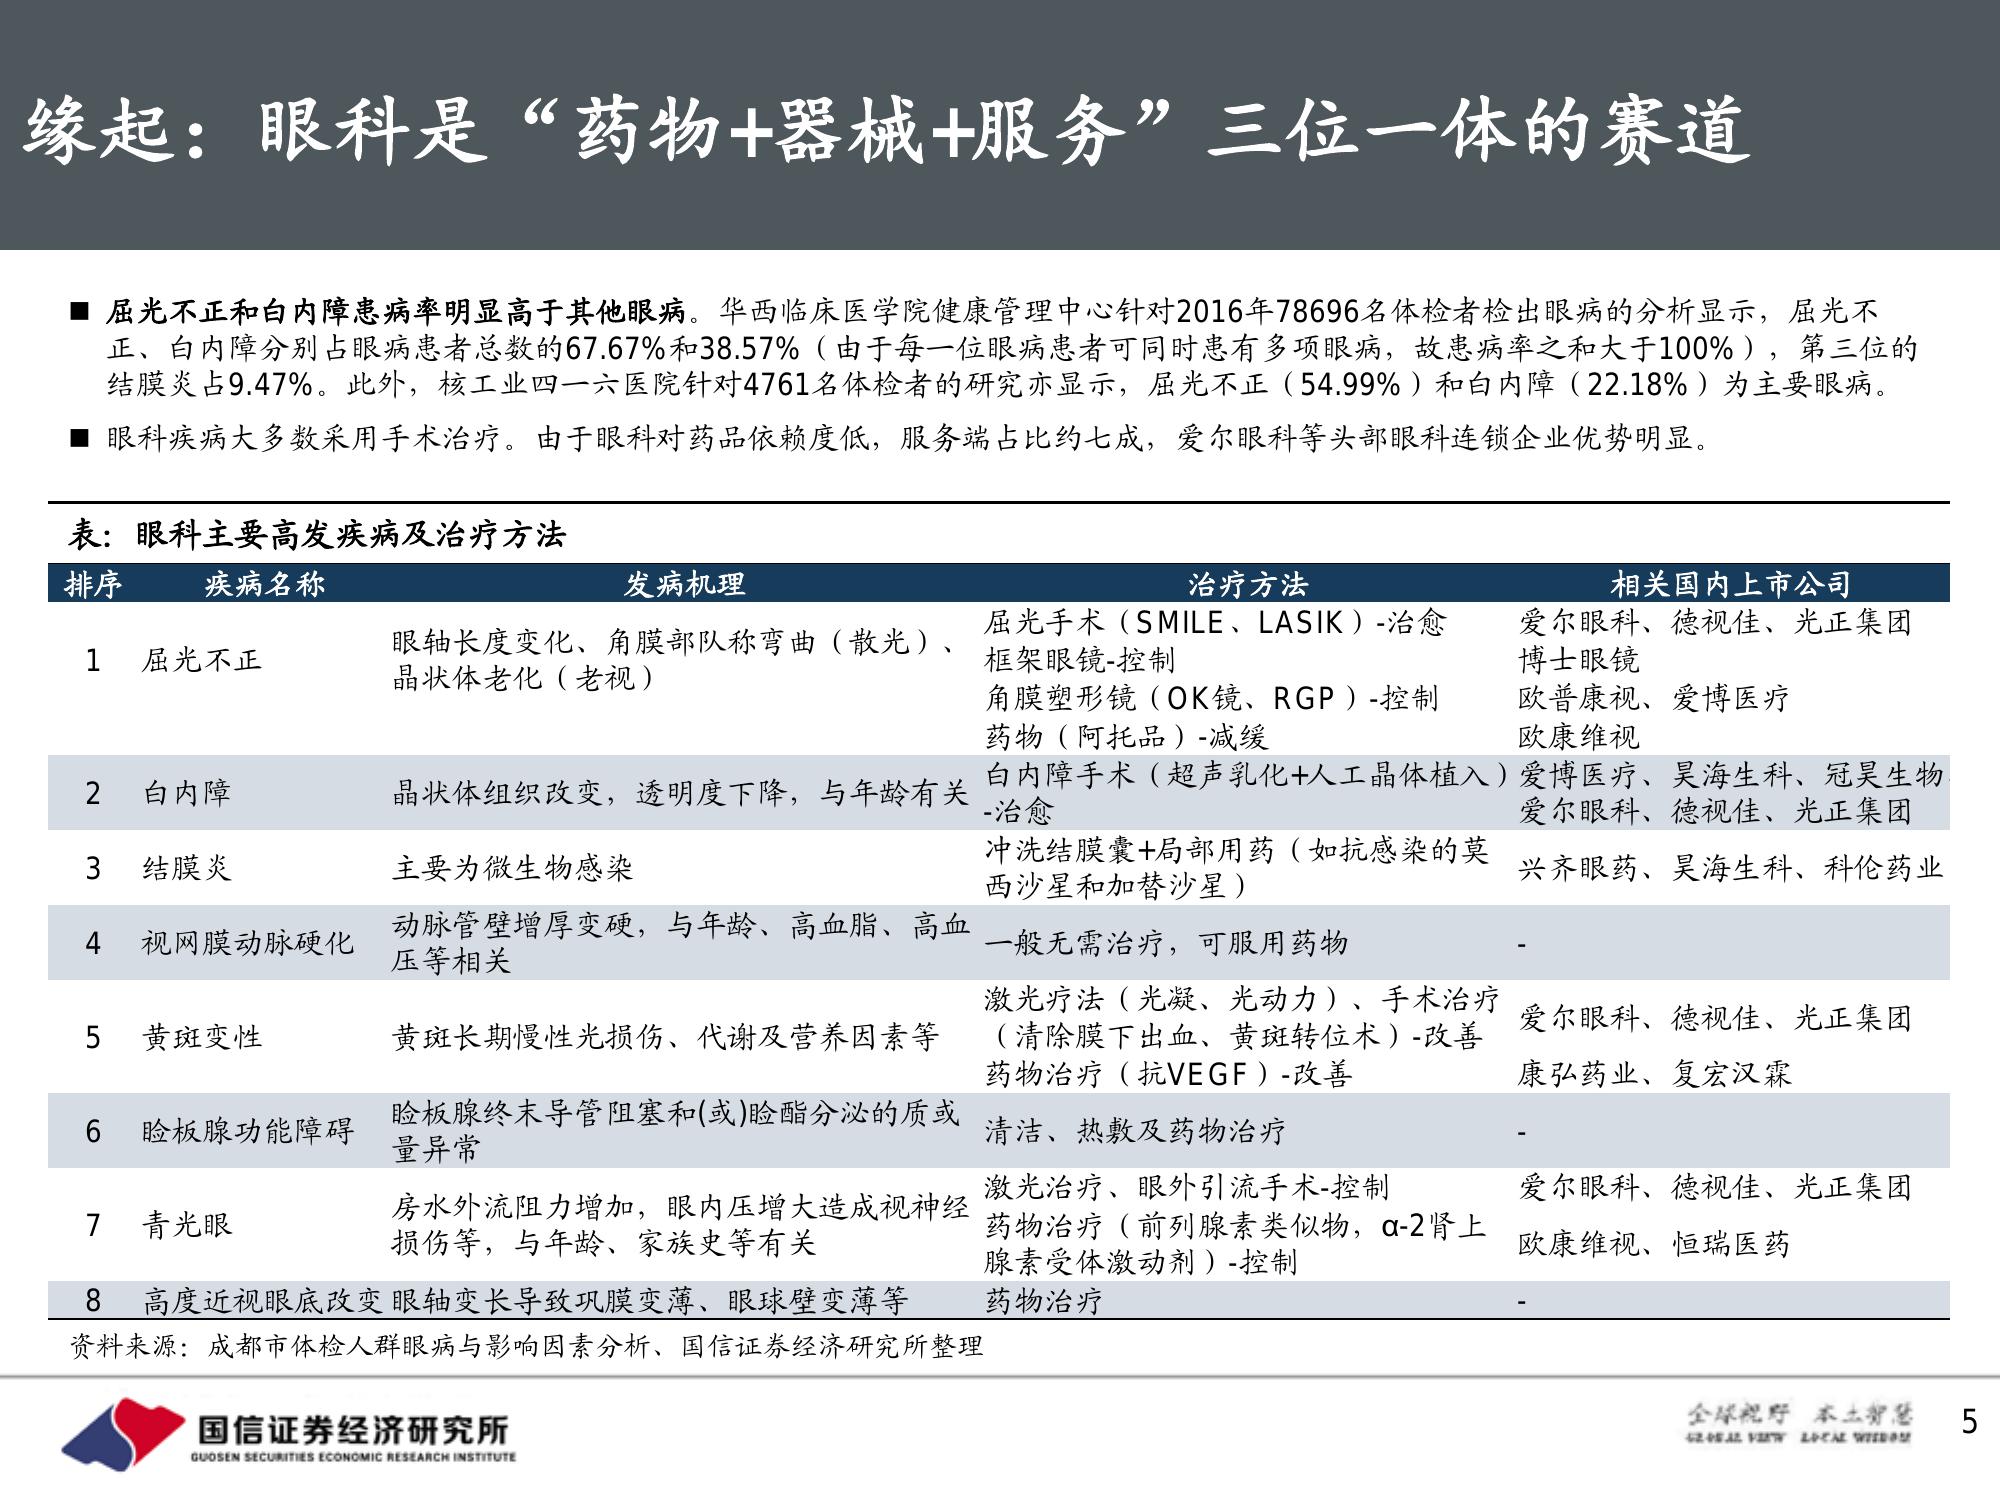 缘起：眼科是“药物+器械+服务”三位一体的赛道
■ 屈光不正和白内障患病率明显高于其他眼病。华西临床医学院健康管理中心针对2016年78696名体检者检出眼病的分析显示，屈光不
正、白内障分别占眼病患者总数的67.67%和38.57%（由于每一位眼病患者可同时患有多项眼病，故患病率之和大于100%），第三位的
结膜炎占9.47%。此外，核工业四一六医院针对4761名体检者的研究亦显示，屈光不正（54.99%）和白内障（22.18%）为主要眼病。
■ 眼科疾病大多数采用手术治疗。由于眼科对药品依赖度低，服务端占比约七成，爱尔眼科等头部眼科连锁企业优势明显。
表：眼科主要高发疾病及治疗方法
排序 疾病名称 发病机理 治疗方法 相关国内上市公司
1 屈光不正
眼轴长度变化、角膜部队称弯曲（散光）、
晶状体老化（老视）
屈光手术（SMILE、LASIK）-治愈 爱尔眼科、德视佳、光正集团
框架眼镜-控制 博士眼镜
角膜塑形镜（OK镜、RGP）-控制 欧普康视、爱博医疗
药物（阿托品）-减缓 欧康维视
2 白内障 晶状体组织改变，透明度下降，与年龄有关
白内障手术（超声乳化+人工晶体植入） 爱博医疗、昊海生科、冠昊生物
-治愈 爱尔眼科、德视佳、光正集团
3 结膜炎 主要为微生物感染
冲洗结膜囊+局部用药（如抗感染的莫
西沙星和加替沙星）
兴齐眼药、昊海生科、科伦药业
4 视网膜动脉硬化
动脉管壁增厚变硬，与年龄、高血脂、高血
压等相关
一般无需治疗，可服用药物 -
5 黄斑变性 黄斑长期慢性光损伤、代谢及营养因素等
激光疗法（光凝、光动力）、手术治疗
（清除膜下出血、黄斑转位术）-改善
爱尔眼科、德视佳、光正集团
药物治疗（抗VEGF）-改善 康弘药业、复宏汉霖
6 睑板腺功能障碍
睑板腺终末导管阻塞和(或)睑酯分泌的质或
量异常
清洁、热敷及药物治疗 -
7 青光眼
房水外流阻力增加，眼内压增大造成视神经
损伤等，与年龄、家族史等有关
激光治疗、眼外引流手术-控制 爱尔眼科、德视佳、光正集团
药物治疗（前列腺素类似物，α-2肾上
腺素受体激动剂）-控制
欧康维视、恒瑞医药
8 高度近视眼底改变 眼轴变长导致巩膜变薄、眼球壁变薄等 药物治疗 -
资料来源：成都市体检人群眼病与影响因素分析、国信证券经济研究所整理
国信证券经济研究所
GUOSEN SECURITIES ECONOMIC RESEARCH INSTITUTE
全球视野 本土智慧
GLOBAL VIEW LOCAL WISDOM
5